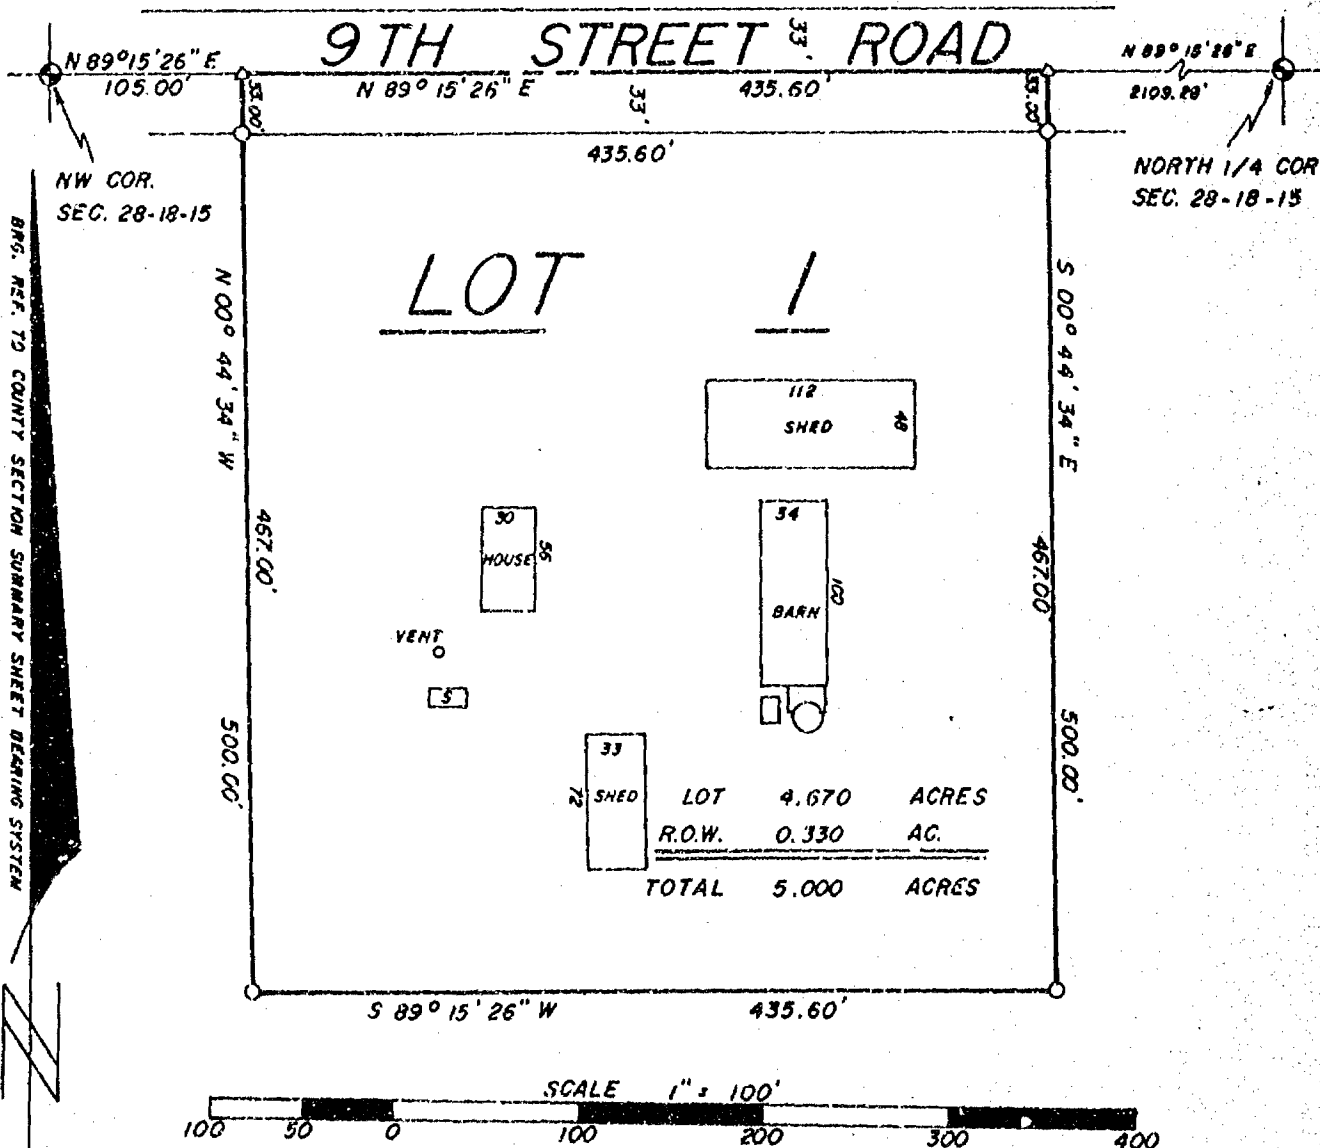 9TH STREET ROAD
33'
N 89° 15' 26" E
105.00'
N 89° 15' 26" E
435.60'
N 89° 15' 26" E
2109.28'
33.00'
33'
33.00'
435.60'
NW COR.
SEC. 28-18-15
NORTH 1/4 COR
SEC. 28-18-15
BRG. REF. TO COUNTY SECTION SUMMARY SHEET BEARING SYSTEM
LOT 1
N 00° 44' 34" W
S 00° 44' 34" E
112
SHED
48
30
HOUSE
56
34
BARN
100
467.00'
467.00'
VENT
S
500.00'
500.00'
33
SHED
72
LOT 4.670 ACRES
R.O.W. 0.330 AC.
TOTAL 5.000 ACRES
S 89° 15' 26" W
435.60'
N
SCALE 1" = 100'
100 50 0 100 200 300 400